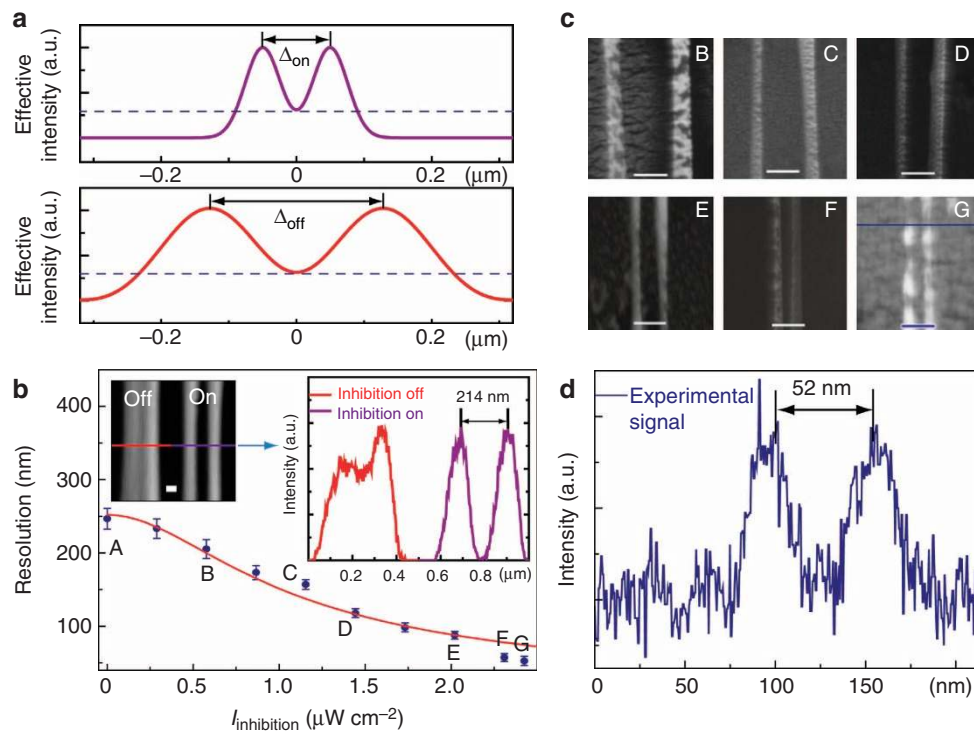 a
Effective
intensity (a.u.)
Δon
−0.2
0
0.2
(μm)
Effective
intensity (a.u.)
Δoff
−0.2
0
0.2
(μm)
b
Resolution (nm)
400
300
200
100
0
0.5
1.0
1.5
2.0
Iinhibition (μW cm−2)
A
B
C
D
E
F
G
Off
On
Inhibition off
Inhibition on
214 nm
Intensity (a.u.)
0.2
0.4
0.6
0.8
(μm)
c
B
C
D
E
F
G
d
Experimental
signal
52 nm
Intensity (a.u.)
0
50
100
150
(nm)